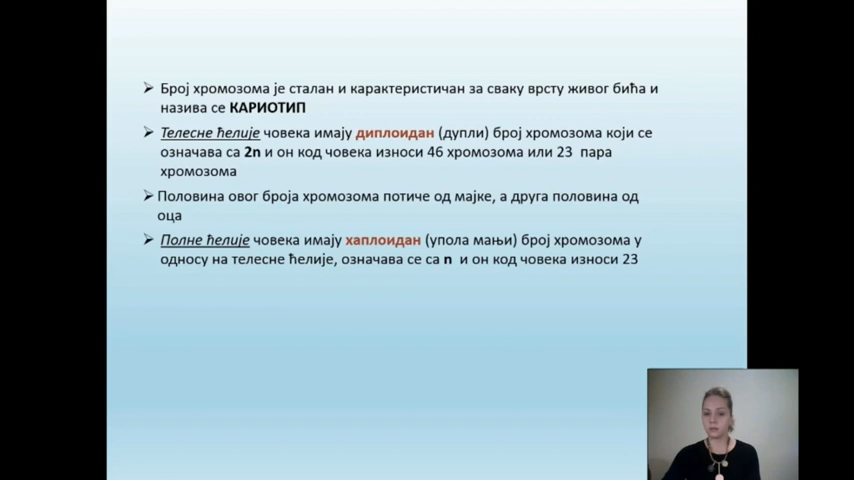 Број хромозома је сталан и карактеристичан за сваку врсту живог бића и
назива се КАРИОТИП
Телесне ћелије човека имају диплоидан (дупли) број хромозома који се
означава са 2n и он код човека износи 46 хромозома или 23 пара
хромозома
Половина овог броја хромозома потиче од мајке, а друга половина од
оца
Полне ћелије човека имају хаплоидан (упола мањи) број хромозома у
односу на телесне ћелије, означава се са n и он код човека износи 23